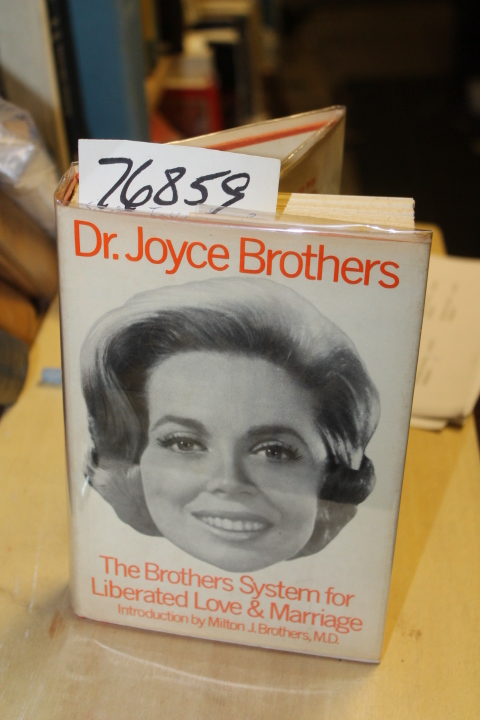 76859
Dr. Joyce Brothers
The Brothers System for
Liberated Love & Marriage
Introduction by Milton J. Brothers, M.D.